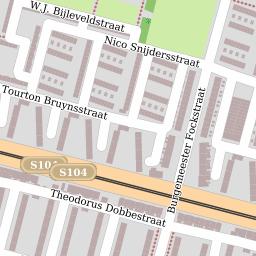 W.J. Bijleveldstraat
Nico Snijdersstraat
Tourton Bruynsstraat
Burgemeester Fockstraat
S104
S104
Theodorus Dobbestraat